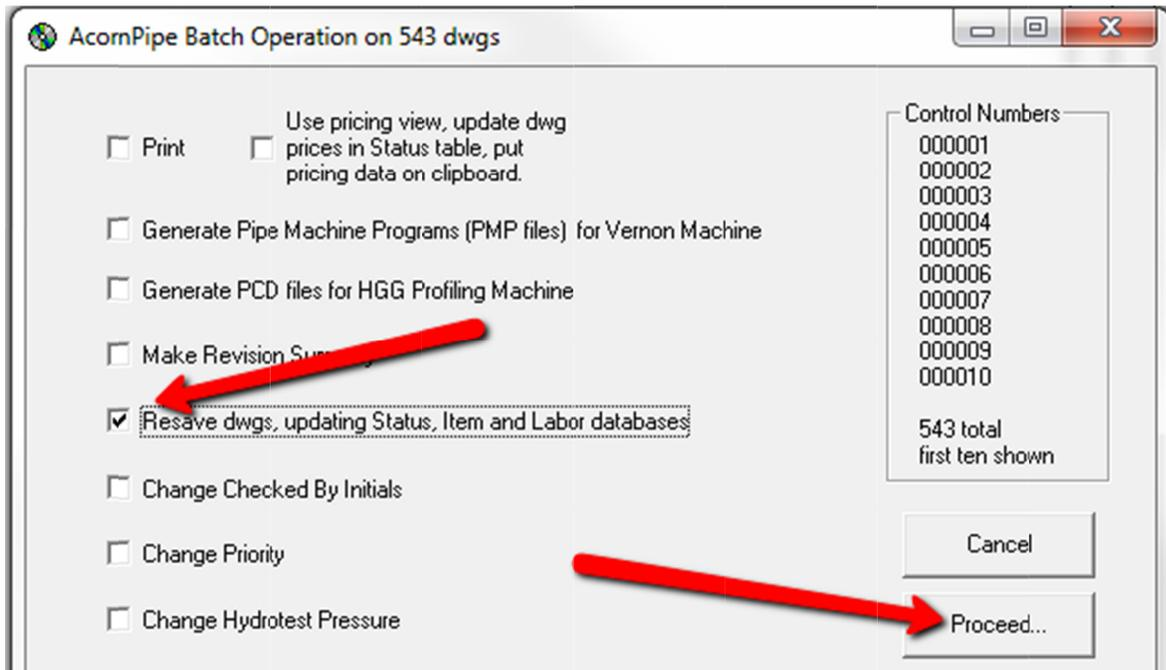 AcornPipe Batch Operation on 543 dwgs
Print
Use pricing view, update dwg
prices in Status table, put
pricing data on clipboard.
Generate Pipe Machine Programs (PMP files) for Vernon Machine
Generate PCD files for HGG Profiling Machine
Make Revision
Resave dwgs, updating Status, Item and Labor databases
Change Checked By Initials
Change Priority
Change Hydrotest Pressure
Control Numbers
000001
000002
000003
000004
000005
000006
000007
000008
000009
000010
543 total
first ten shown
Cancel
Proceed...